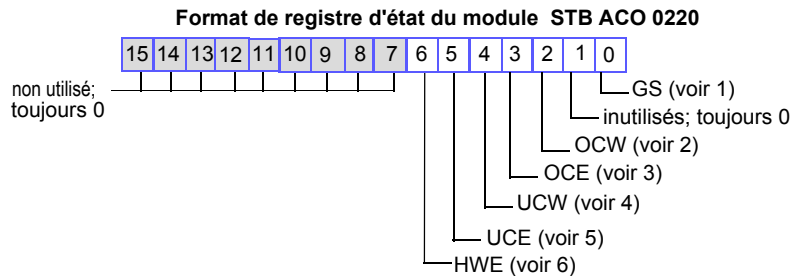 Format de registre d'état du module STB ACO 0220
15 14 13 12 11 10 9 8 7 6 5 4 3 2 1 0
non utilisé;
toujours 0
GS (voir 1)
inutilisés; toujours 0
OCW (voir 2)
OCE (voir 3)
UCW (voir 4)
UCE (voir 5)
HWE (voir 6)